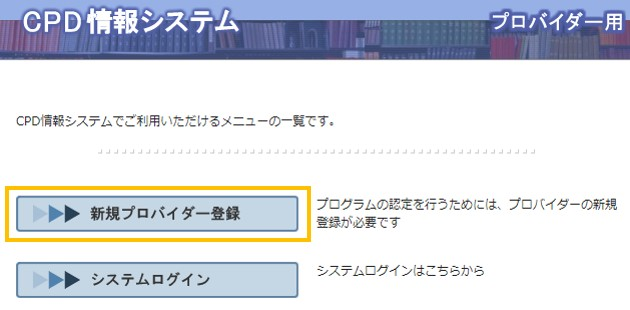 CPD情報システム
プロバイダー用
CPD情報システムでご利用いただけるメニューの一覧です。
新規プロバイダー登録
プログラムの認定を行うためには、プロバイダーの新規
登録が必要です
システムログイン
システムログインはこちらから